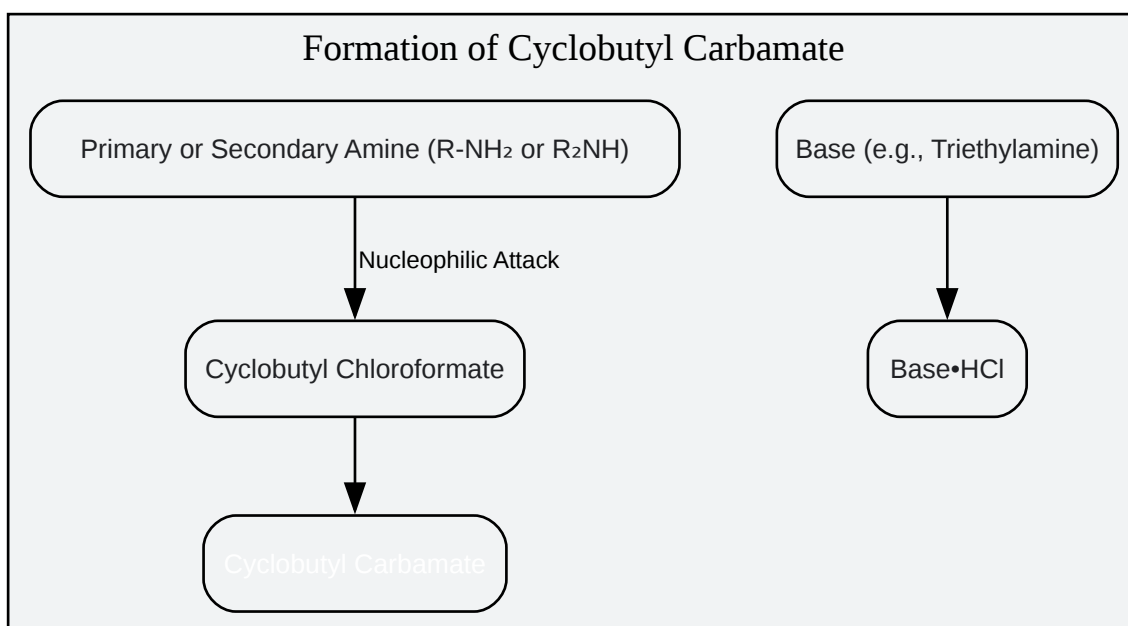 Formation of Cyclobutyl Carbamate
Primary or Secondary Amine (R-NH₂ or R₂NH)
Base (e.g., Triethylamine)
Nucleophilic Attack
Cyclobutyl Chloroformate
Base•HCl
Cyclobutyl Carbamate